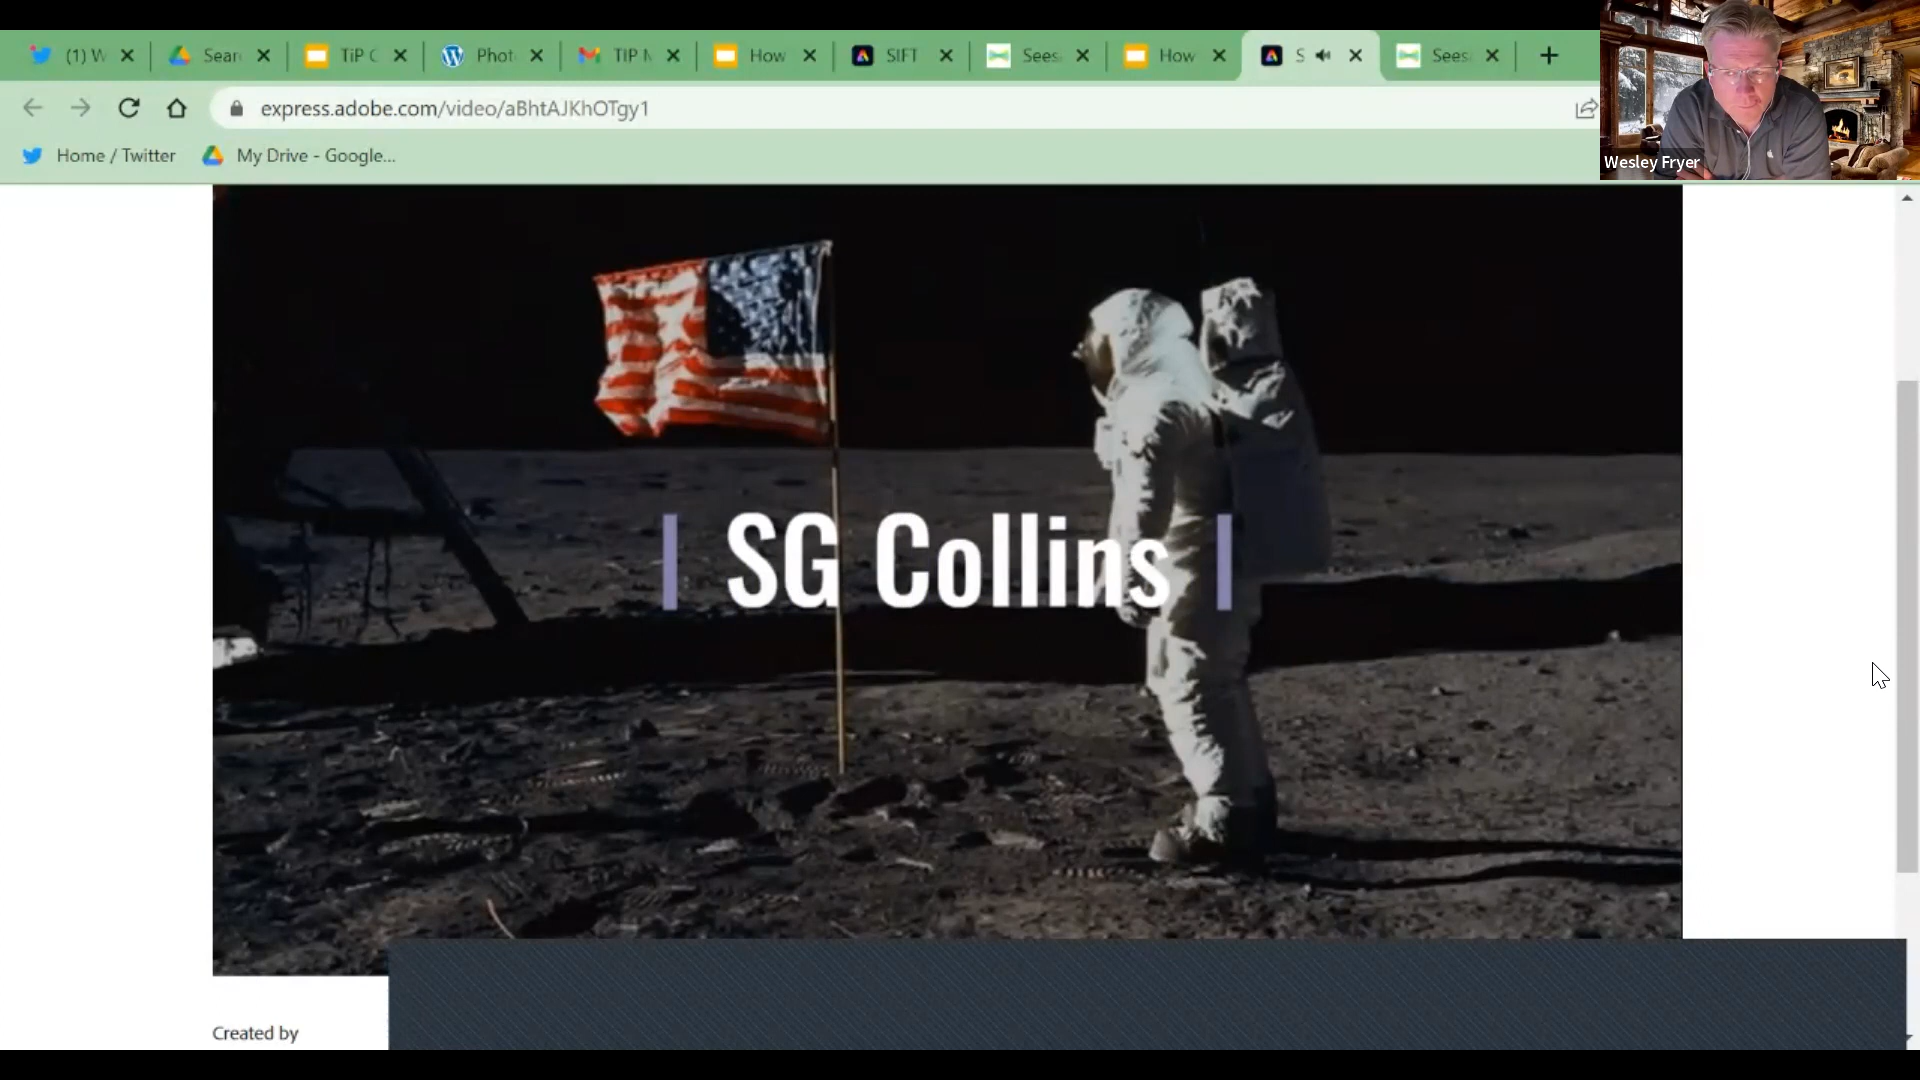 (1) W
Sear
TiP C
Phot
TIP N
How
SIFT
Sees
How
S
Sees
express.adobe.com/video/aBhtAJKhOTgy1
Home / Twitter
My Drive - Google...
Wesley Fryer
SG Collins
Created by